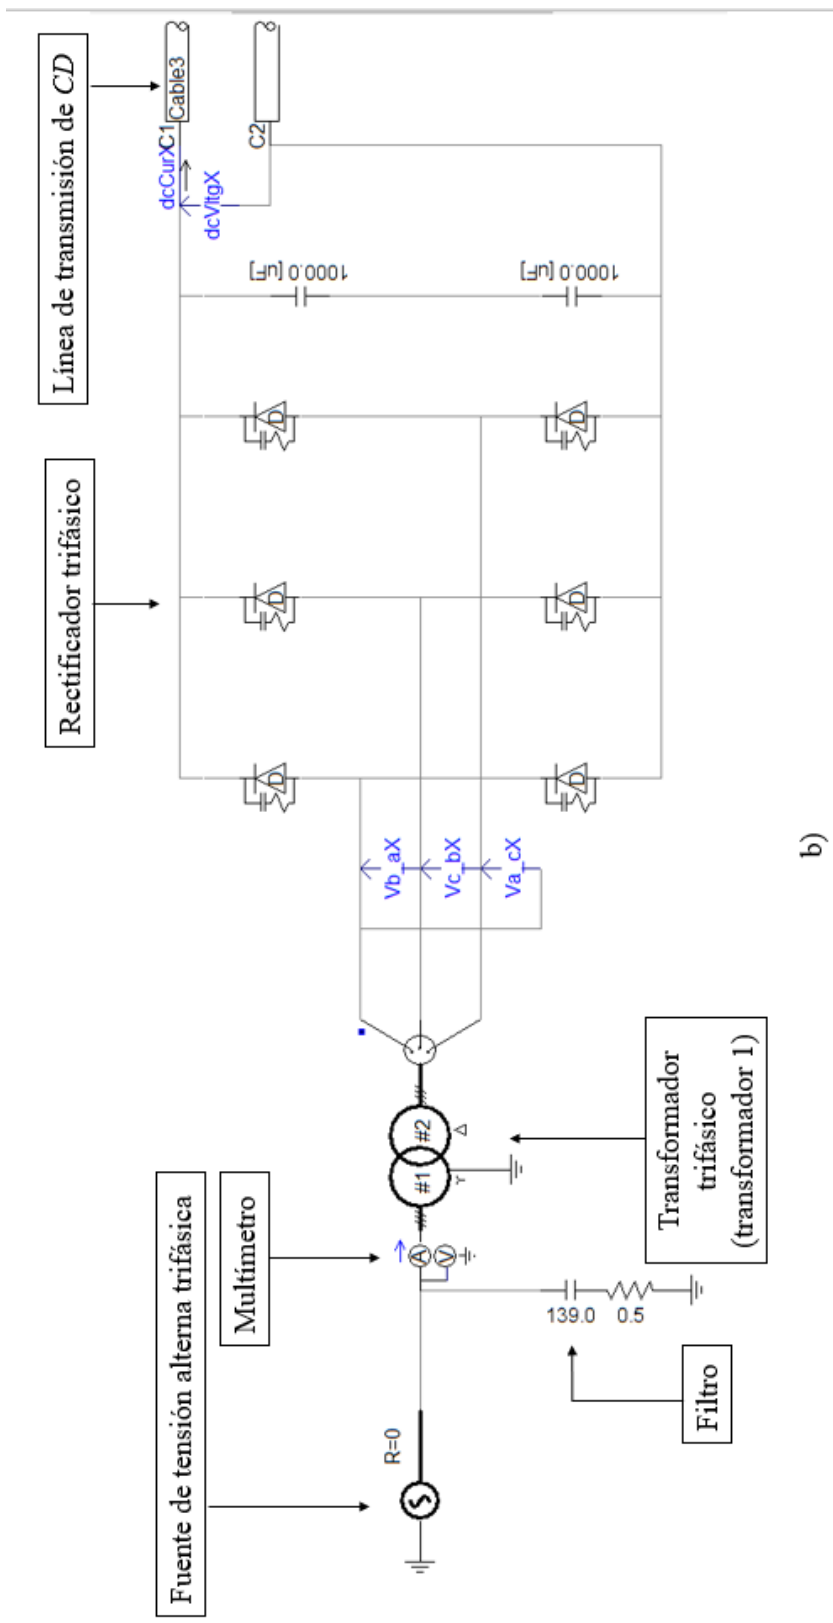 Fuente de tensión alterna trifásica
Multímetro
Rectificador trifásico
Línea de transmisión de CD
R=0
A
V
#1
#2
Y
Δ
139.0
0.5
Filtro
Transformador
trifásico
(transformador 1)
Vb_aX
Vc_bX
Va_cX
D
D
D
D
D
D
1000.0 [uF]
1000.0 [uF]
dcCurX
dcVltgX
C1
Cable3
C2
b)